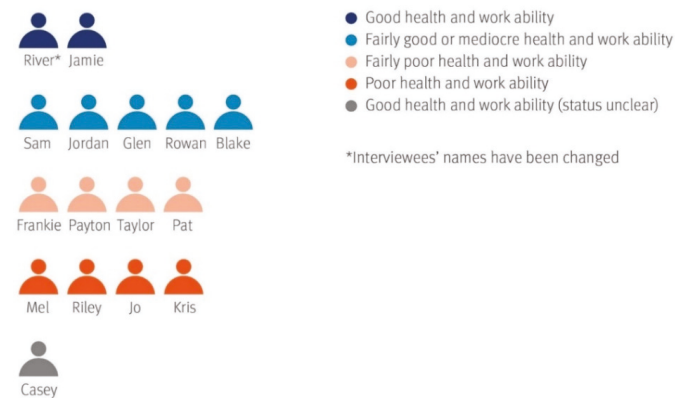 River* Jamie
Sam Jordan Glen Rowan Blake
Frankie Payton Taylor Pat
Mel Riley Jo Kris
Casey
Good health and work ability
Fairly good or mediocre health and work ability
Fairly poor health and work ability
Poor health and work ability
Good health and work ability (status unclear)
*Interviewees' names have been changed